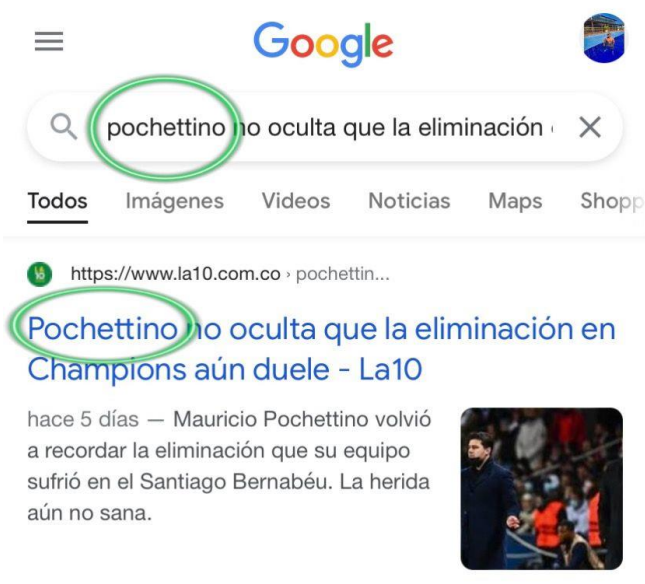 Google
pochettino no oculta que la eliminación
Todos Imágenes Videos Noticias Maps Shopp
https://www.la10.com.co › pochettin...
Pochettino no oculta que la eliminación en
Champions aún duele - La10
hace 5 días — Mauricio Pochettino volvió
a recordar la eliminación que su equipo
sufrió en el Santiago Bernabéu. La herida
aún no sana.